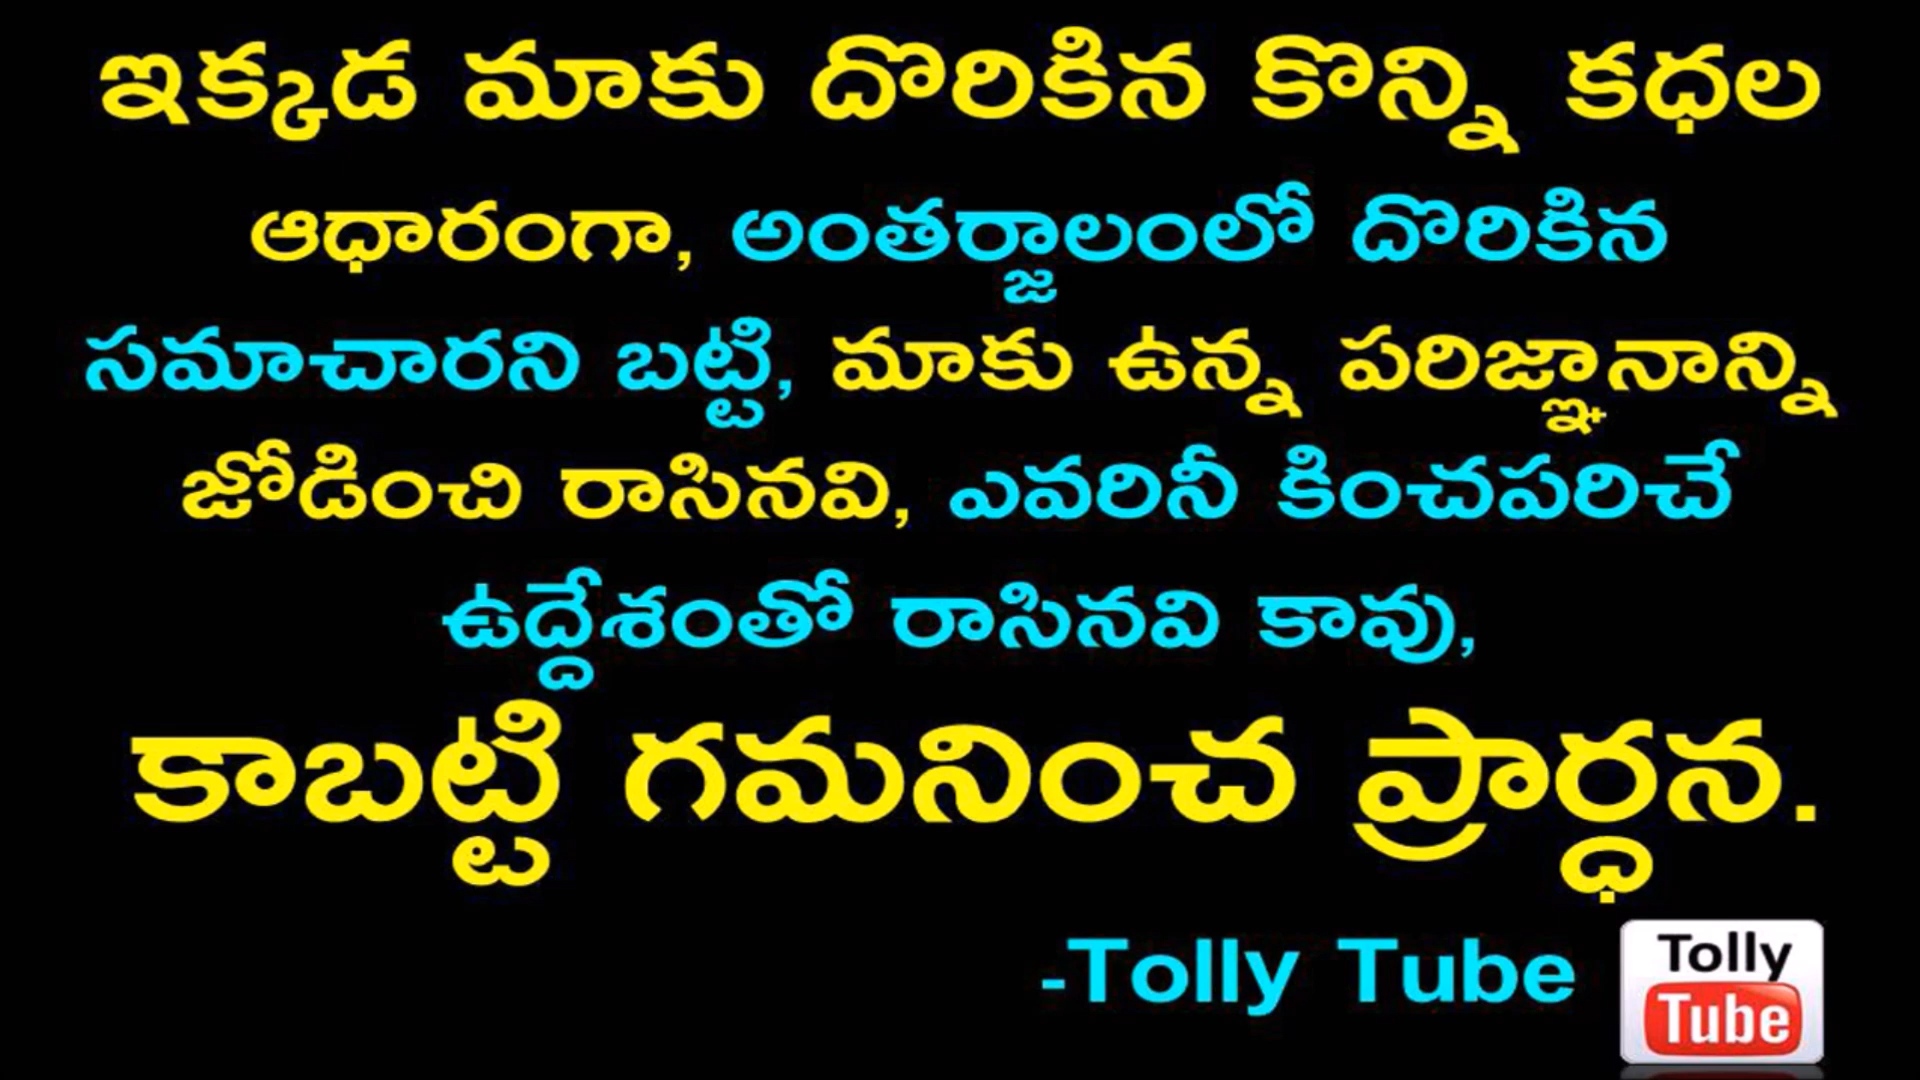 ఇక్కడ మాకు దొరికిన కొన్ని కధల
ఆధారంగా, అంతర్జాలంలో దొరికిన
సమాచారని బట్టి, మాకు ఉన్న పరిజ్ఞానాన్ని
జోడించి రాసినవి, ఎవరినీ కించపరిచే
ఉద్దేశంతో రాసినవి కావు,
కాబట్టి గమనించ ప్రార్ధన.
-Tolly Tube
Tolly
Tube